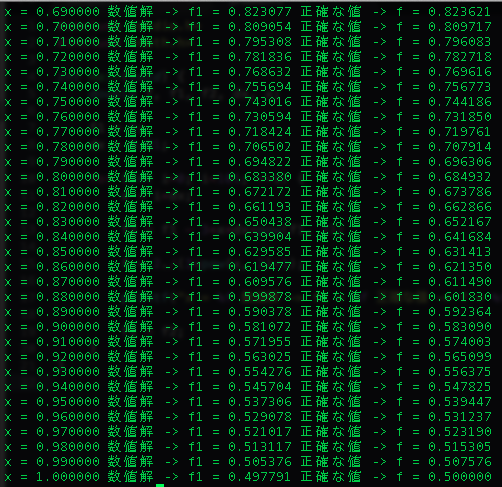 x = 0.690000 数値解 -> f1 = 0.823077 正確な値 -> f = 0.823621
x = 0.700000 数値解 -> f1 = 0.809054 正確な値 -> f = 0.809717
x = 0.710000 数値解 -> f1 = 0.795308 正確な値 -> f = 0.796083
x = 0.720000 数値解 -> f1 = 0.781836 正確な値 -> f = 0.782718
x = 0.730000 数値解 -> f1 = 0.768632 正確な値 -> f = 0.769616
x = 0.740000 数値解 -> f1 = 0.755694 正確な値 -> f = 0.756773
x = 0.750000 数値解 -> f1 = 0.743016 正確な値 -> f = 0.744186
x = 0.760000 数値解 -> f1 = 0.730594 正確な値 -> f = 0.731850
x = 0.770000 数値解 -> f1 = 0.718424 正確な値 -> f = 0.719761
x = 0.780000 数値解 -> f1 = 0.706502 正確な値 -> f = 0.707914
x = 0.790000 数値解 -> f1 = 0.694822 正確な値 -> f = 0.696306
x = 0.800000 数値解 -> f1 = 0.683380 正確な値 -> f = 0.684932
x = 0.810000 数値解 -> f1 = 0.672172 正確な値 -> f = 0.673786
x = 0.820000 数値解 -> f1 = 0.661193 正確な値 -> f = 0.662866
x = 0.830000 数値解 -> f1 = 0.650438 正確な値 -> f = 0.652167
x = 0.840000 数値解 -> f1 = 0.639904 正確な値 -> f = 0.641684
x = 0.850000 数値解 -> f1 = 0.629585 正確な値 -> f = 0.631413
x = 0.860000 数値解 -> f1 = 0.619477 正確な値 -> f = 0.621350
x = 0.870000 数値解 -> f1 = 0.609576 正確な値 -> f = 0.611490
x = 0.880000 数値解 -> f1 = 0.599878 正確な値 -> f = 0.601830
x = 0.890000 数値解 -> f1 = 0.590378 正確な値 -> f = 0.592364
x = 0.900000 数値解 -> f1 = 0.581072 正確な値 -> f = 0.583090
x = 0.910000 数値解 -> f1 = 0.571955 正確な値 -> f = 0.574003
x = 0.920000 数値解 -> f1 = 0.563025 正確な値 -> f = 0.565099
x = 0.930000 数値解 -> f1 = 0.554276 正確な値 -> f = 0.556375
x = 0.940000 数値解 -> f1 = 0.545704 正確な値 -> f = 0.547825
x = 0.950000 数値解 -> f1 = 0.537306 正確な値 -> f = 0.539447
x = 0.960000 数値解 -> f1 = 0.529078 正確な値 -> f = 0.531237
x = 0.970000 数値解 -> f1 = 0.521017 正確な値 -> f = 0.523190
x = 0.980000 数値解 -> f1 = 0.513117 正確な値 -> f = 0.515305
x = 0.990000 数値解 -> f1 = 0.505376 正確な値 -> f = 0.507576
x = 1.000000 数値解 -> f1 = 0.497791 正確な値 -> f = 0.500000